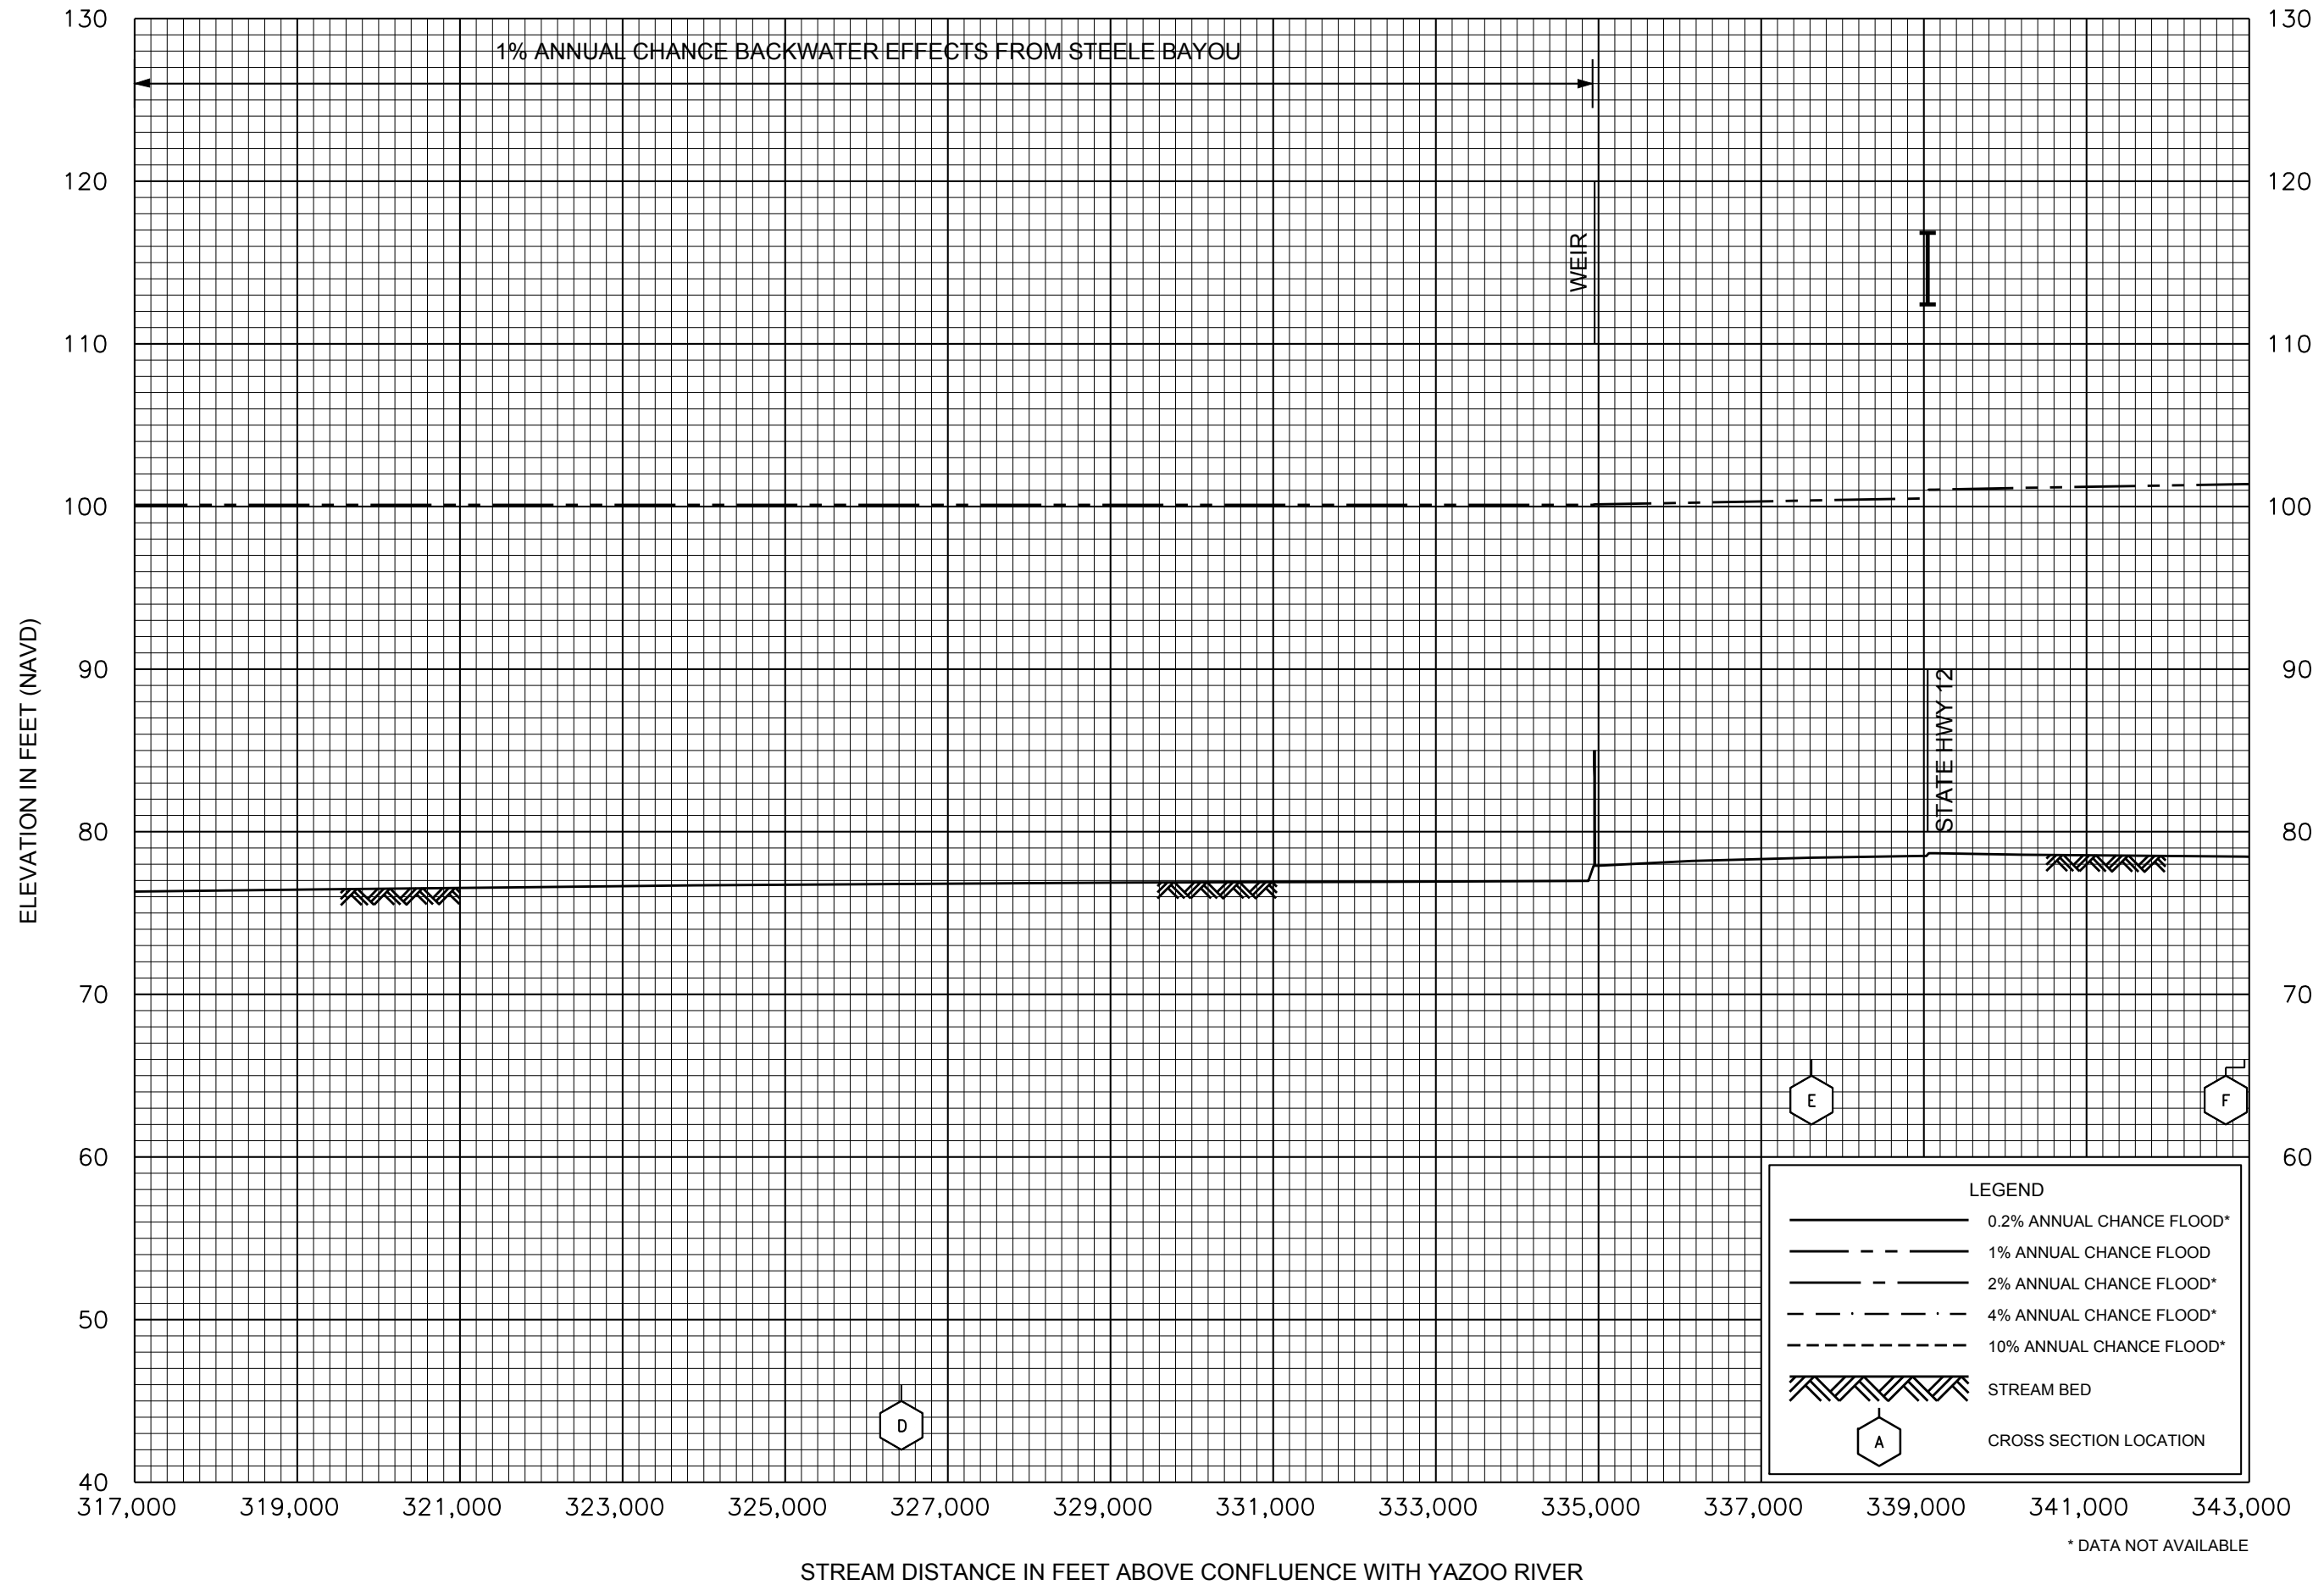 130
130
1% ANNUAL CHANCE BACKWATER EFFECTS FROM STEELE BAYOU
120
120
WEIR
110
110
100
100
ELEVATION IN FEET (NAVD)
90
90
STATE HWY 12
80
80
70
70
E
F
60
60
LEGEND
0.2% ANNUAL CHANCE FLOOD*
1% ANNUAL CHANCE FLOOD
2% ANNUAL CHANCE FLOOD*
4% ANNUAL CHANCE FLOOD*
10% ANNUAL CHANCE FLOOD*
STREAM BED
A
CROSS SECTION LOCATION
50
D
40
317,000 319,000 321,000 323,000 325,000 327,000 329,000 331,000 333,000 335,000 337,000 339,000 341,000 343,000
* DATA NOT AVAILABLE
STREAM DISTANCE IN FEET ABOVE CONFLUENCE WITH YAZOO RIVER